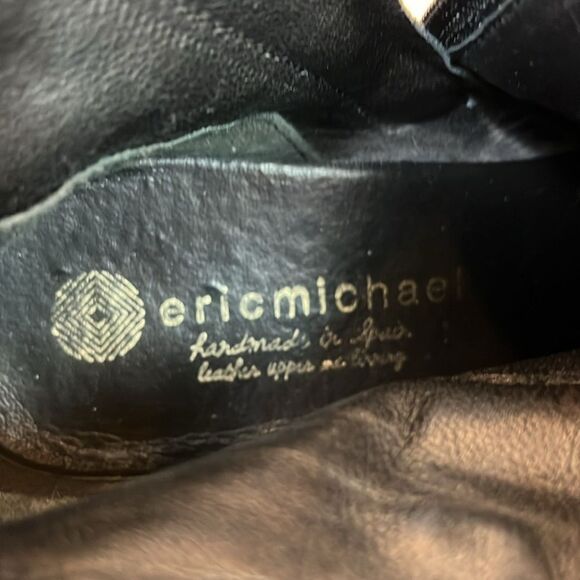 ericmichael
handmade in Spain
leather upper and lining